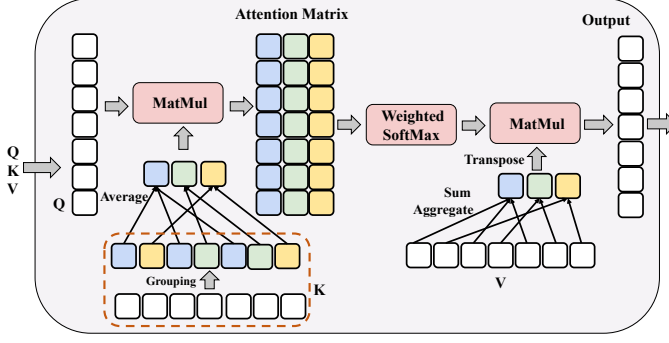 Attention Matrix
Output
MatMul
Weighted
SoftMax
MatMul
Q
K
V
Transpose
Average
Q
Sum
Aggregate
Grouping
K
V